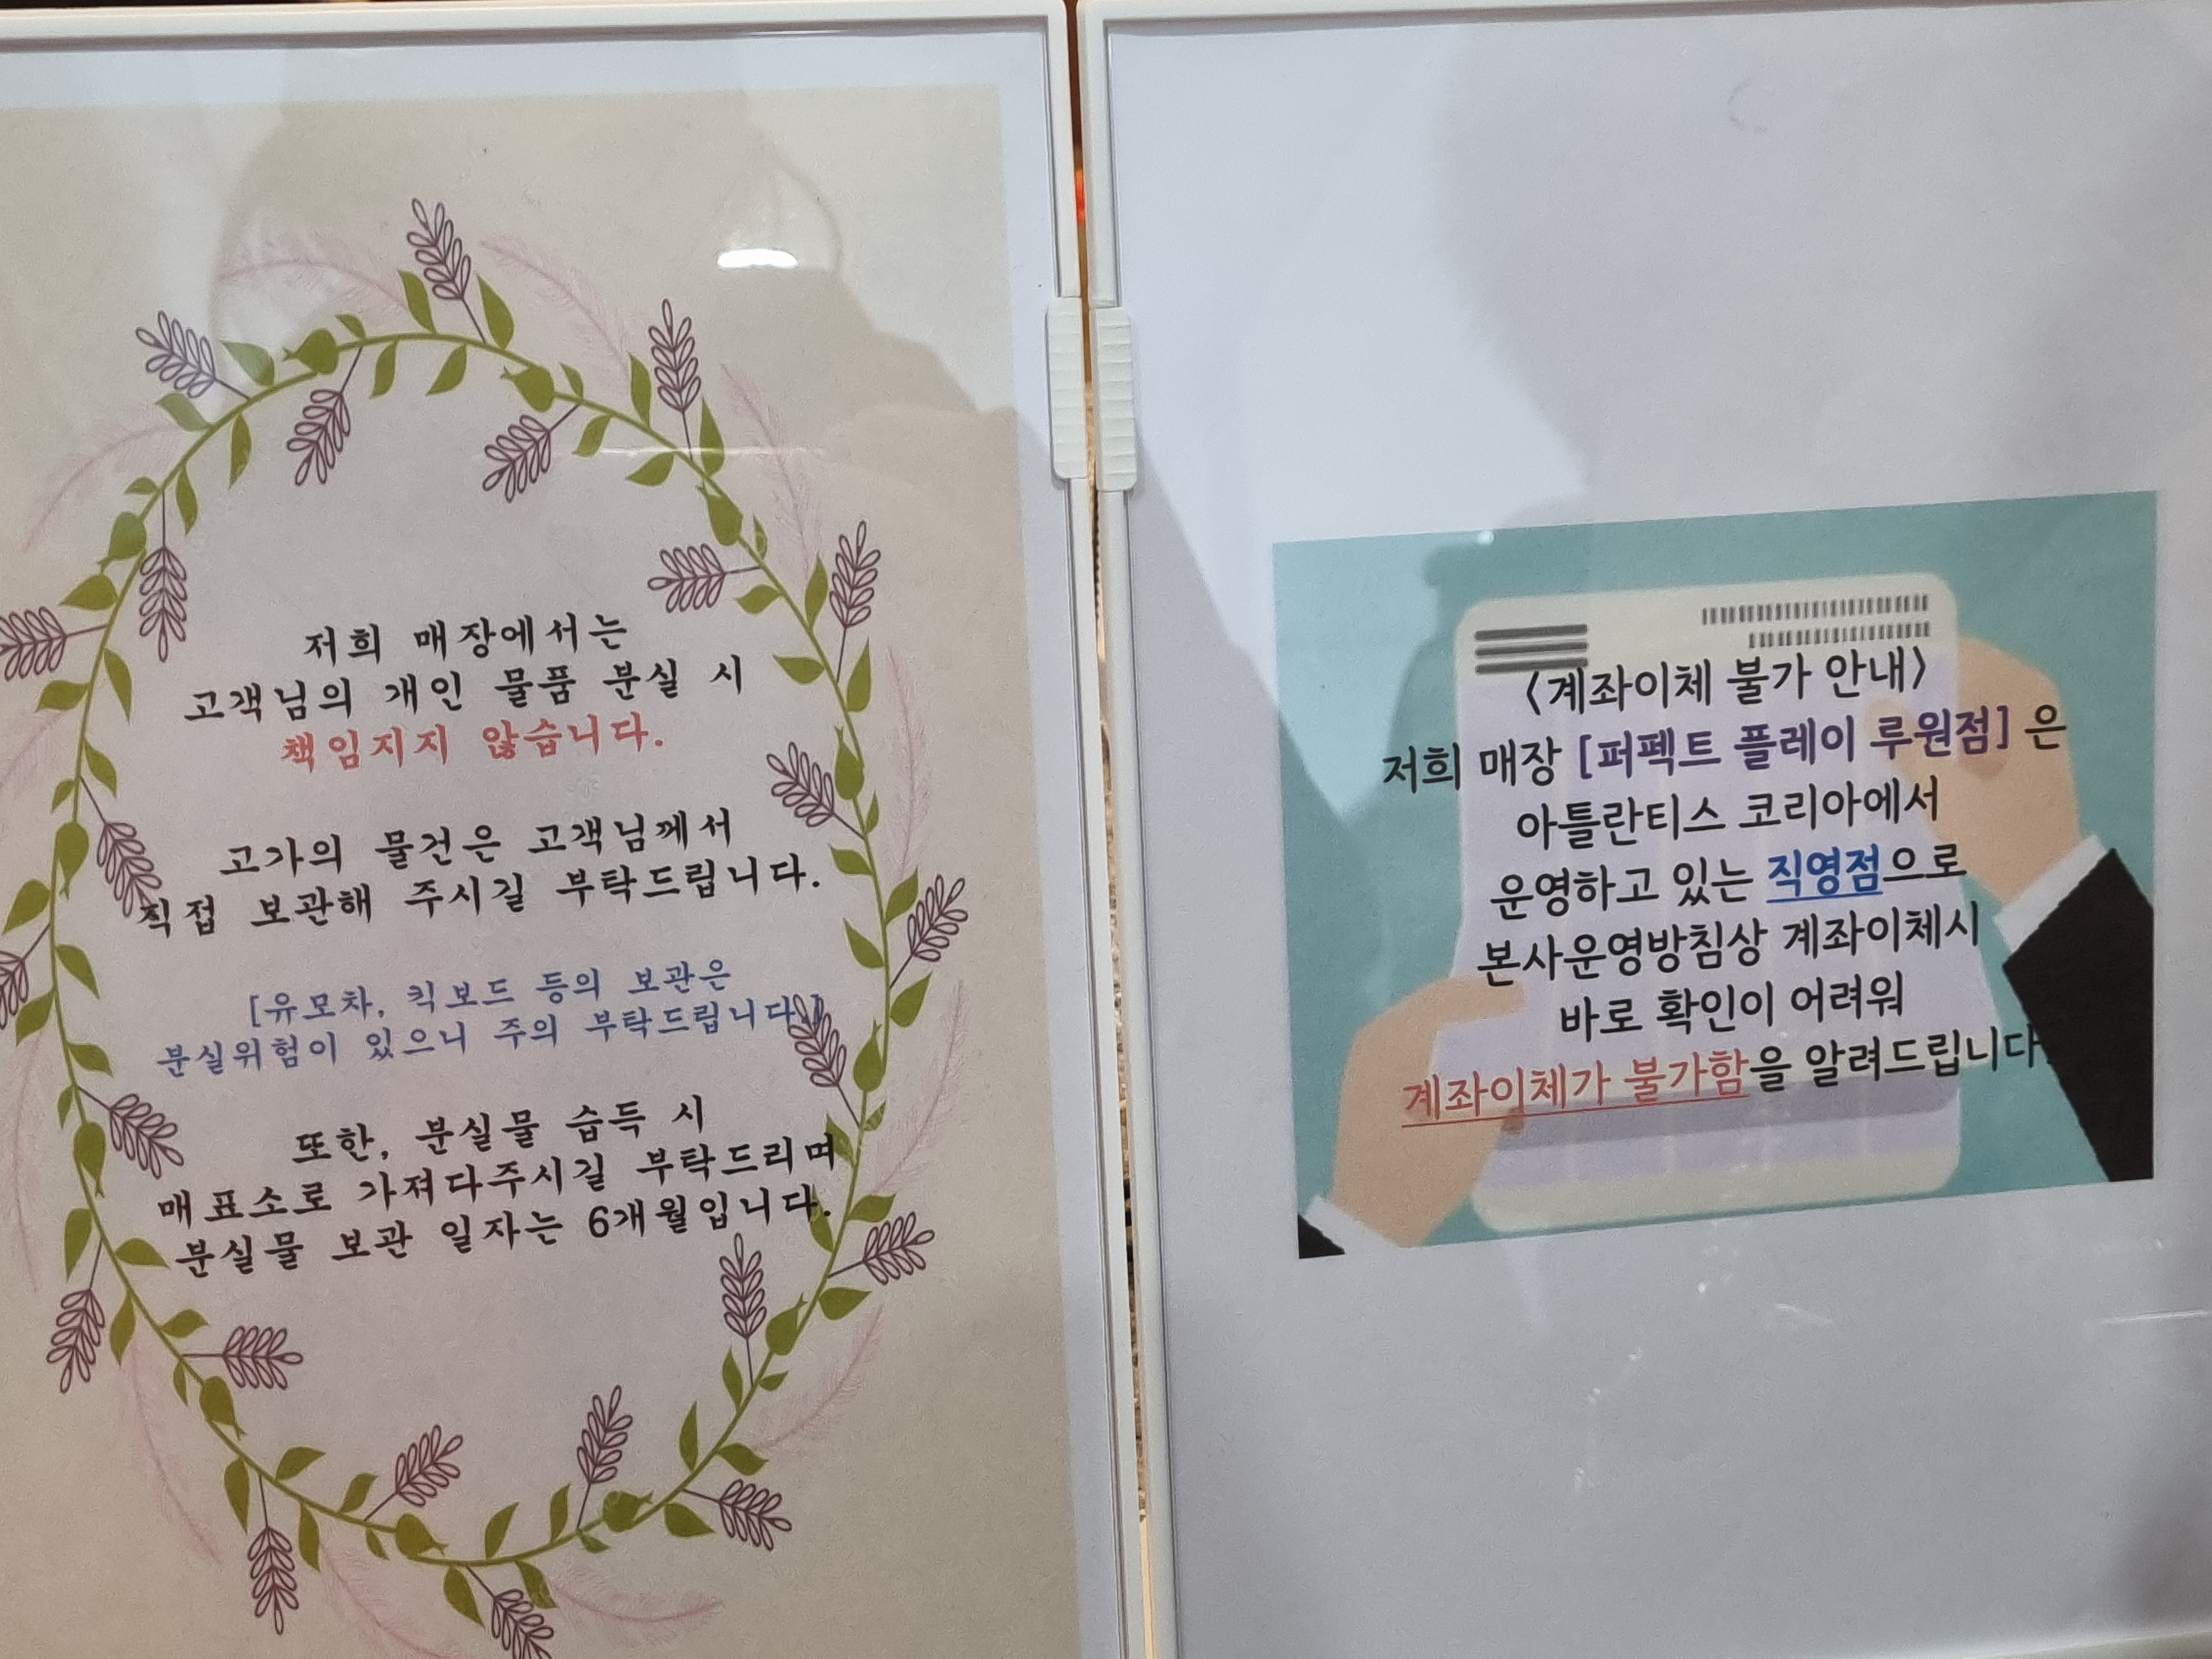 저희 매장에서는
고객님의 개인 물품 분실 시
책임지지 않습니다.
고가의 물건은 고객님께서
직접 보관해 주시길 부탁드립니다.
[유모차, 킥보드 등의 보관은
분실위험이 있으니 주의 부탁드립니다.]
또한, 분실물 습득 시
매표소로 가져다주시길 부탁드리며
분실물 보관 일자는 6개월입니다.
<계좌이체 불가 안내>
저희 매장 [퍼펙트 플레이 루원점] 은
아틀란티스 코리아에서
운영하고 있는 직영점으로
본사운영방침상 계좌이체시
바로 확인이 어려워
계좌이체가 불가함을 알려드립니다.